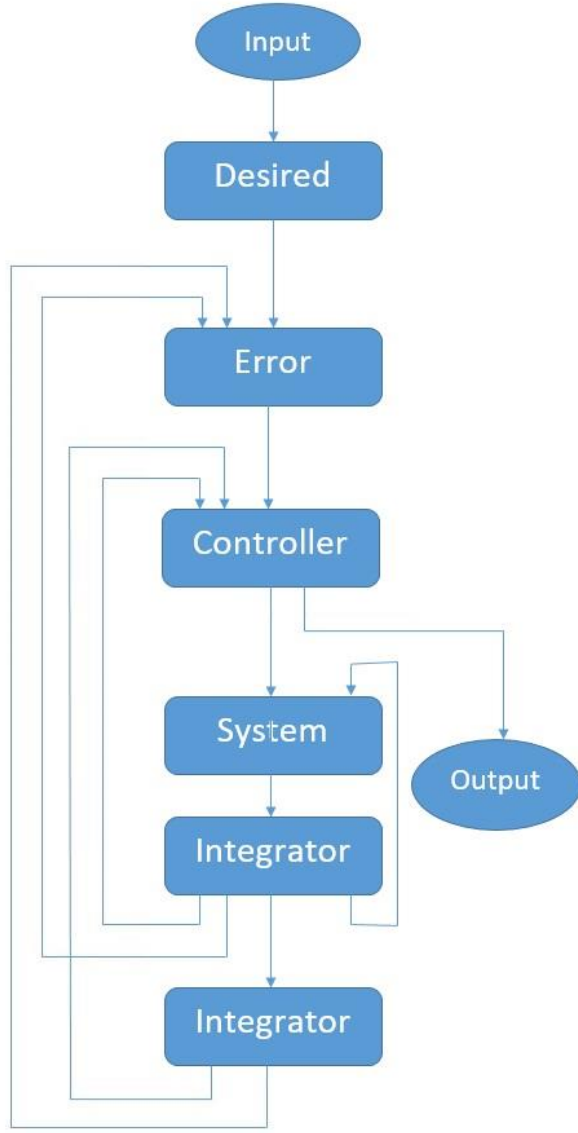 Input
Desired
Error
Controller
System
Output
Integrator
Integrator